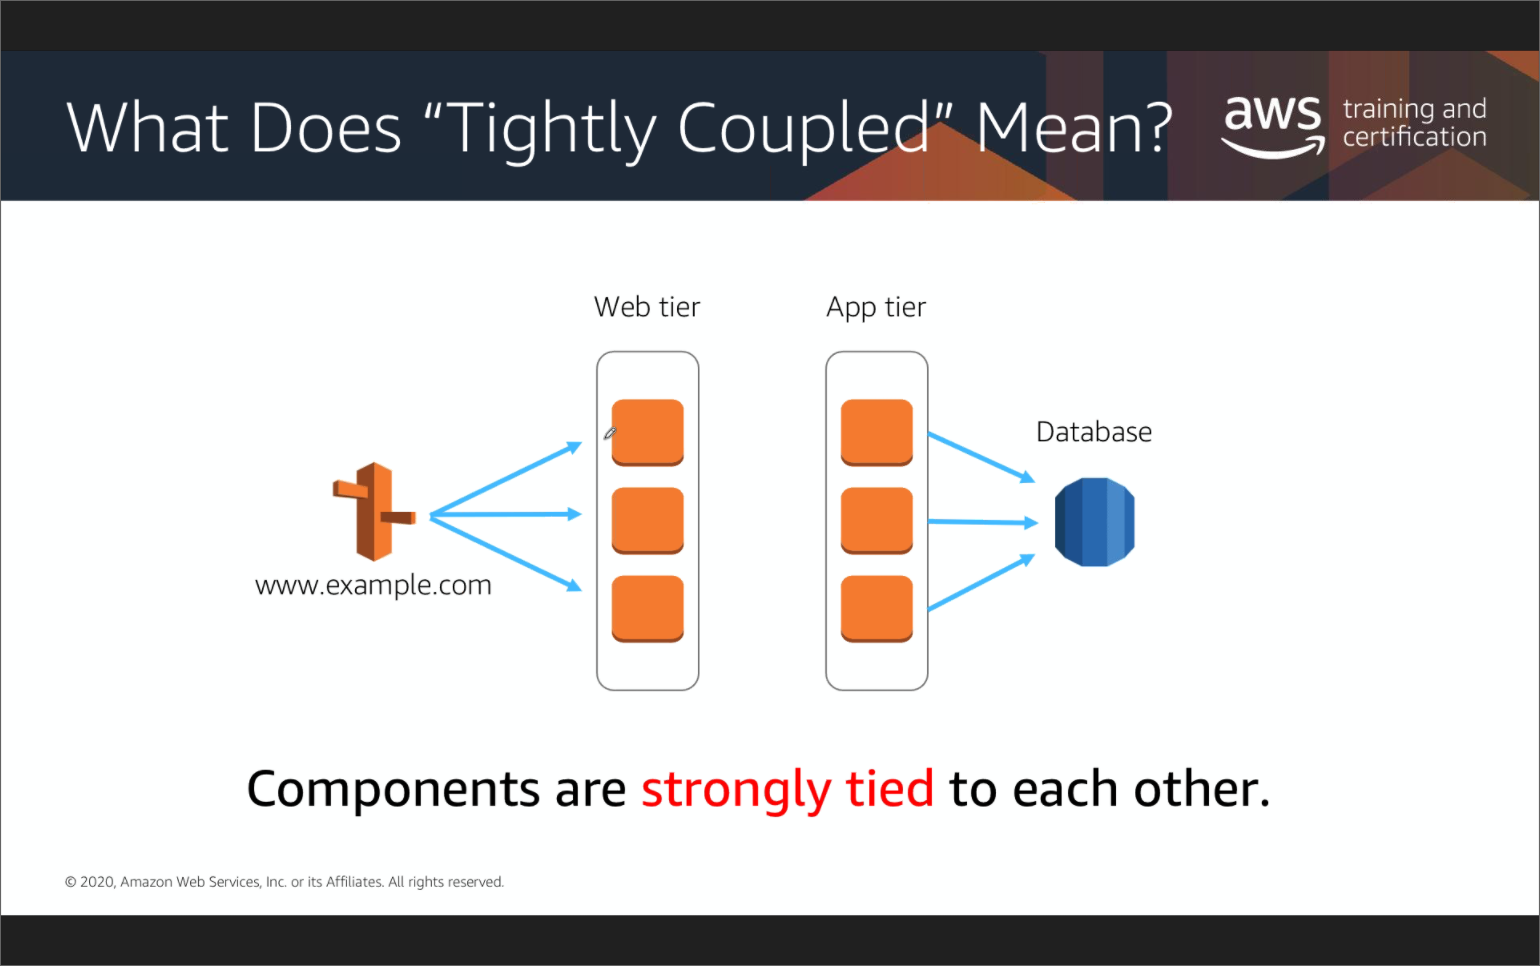 What Does “Tightly Coupled” Mean?
aws
training and
certification
Web tier
App tier
Database
www.example.com
Components are strongly tied to each other.
© 2020, Amazon Web Services, Inc. or its Affiliates. All rights reserved.